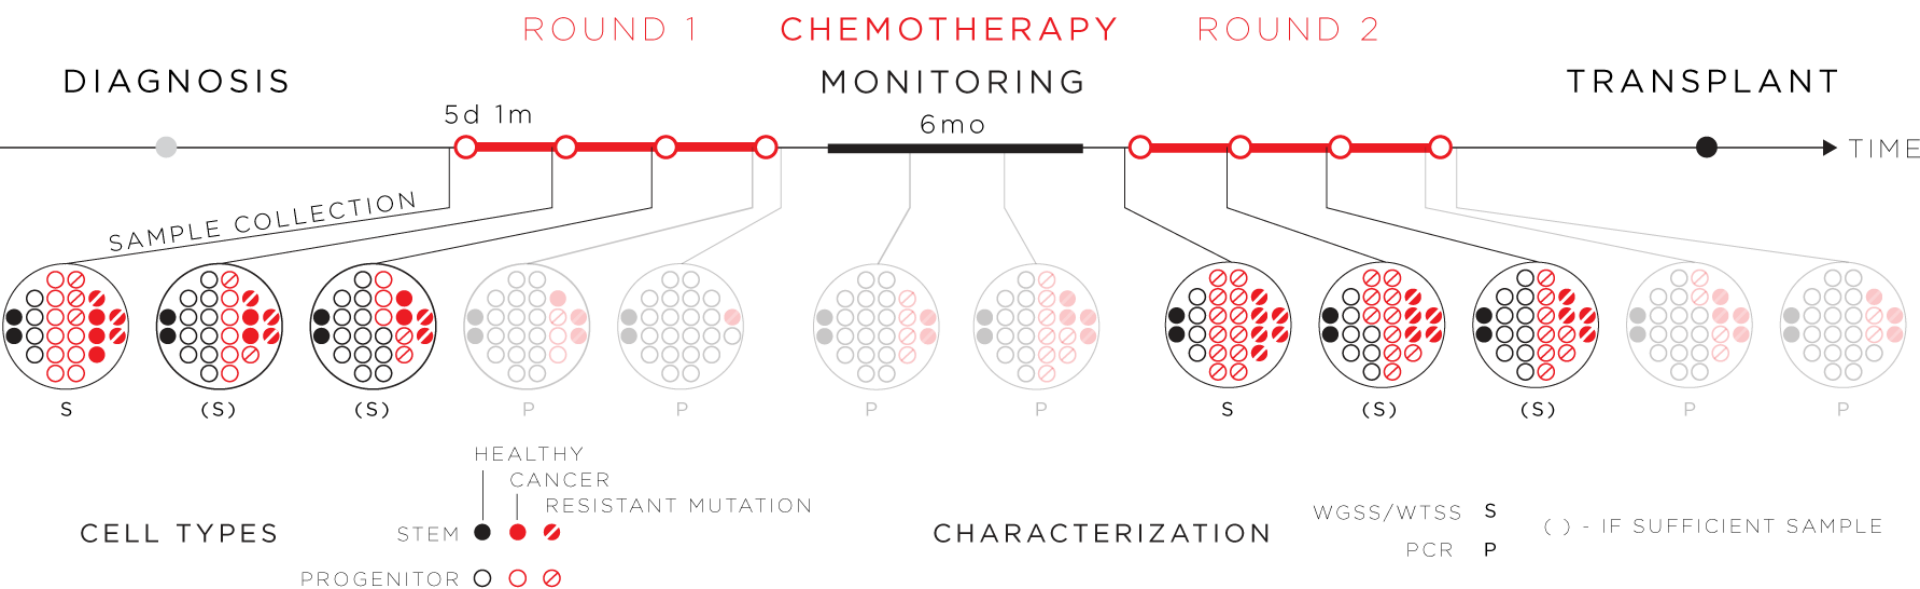 ROUND 1 CHEMOTHERAPY ROUND 2
DIAGNOSIS MONITORING TRANSPLANT
5d 1m 6mo
TIME
SAMPLE COLLECTION
S (S) (S) P P P P S (S) (S) P P
HEALTHY
CANCER
RESISTANT MUTATION
CELL TYPES STEM
PROGENITOR
CHARACTERIZATION
WGSS/WTSS S
PCR P
( ) - IF SUFFICIENT SAMPLE